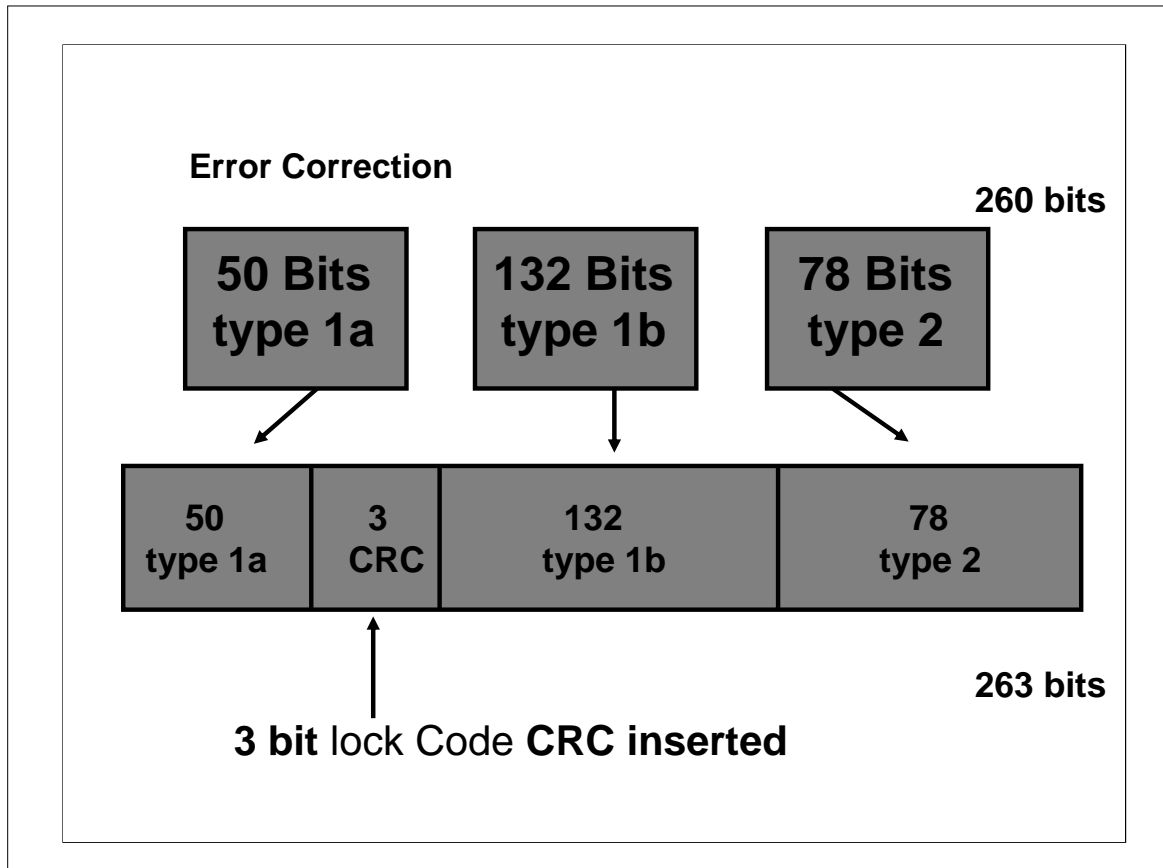 Error Correction
260 bits
50 Bits
type 1a
132 Bits
type 1b
78 Bits
type 2
50
type 1a
3
CRC
132
type 1b
78
type 2
263 bits
3 bit lock Code CRC inserted